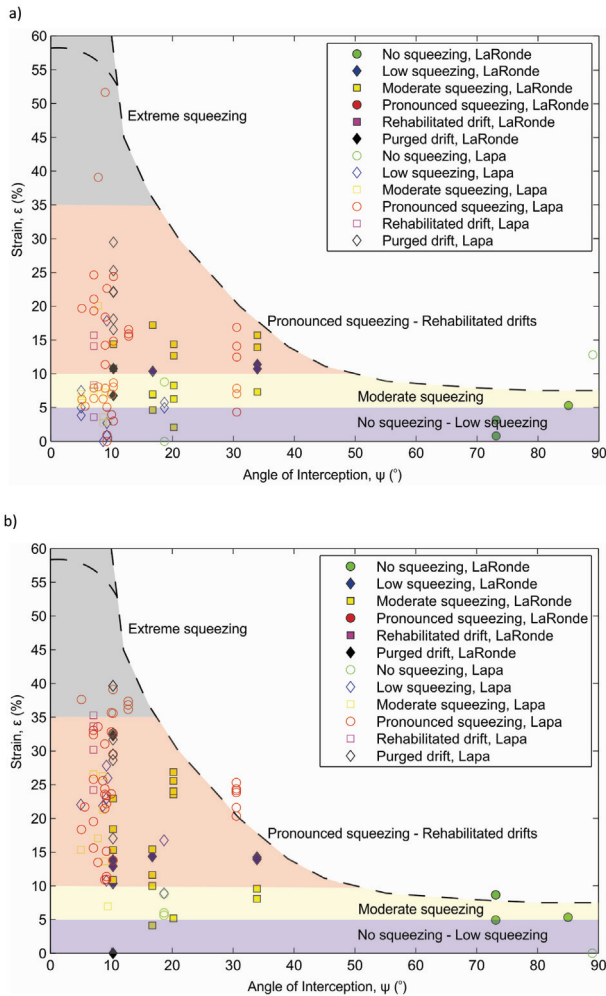 a)
60
55
50
45
40
35
30
25
20
15
10
5
0
Strain, ε (%)
No squeezing, LaRonde
Low squeezing, LaRonde
Moderate squeezing, LaRonde
Pronounced squeezing, LaRonde
Rehabilitated drift, LaRonde
Purged drift, LaRonde
No squeezing, Lapa
Low squeezing, Lapa
Moderate squeezing, Lapa
Pronounced squeezing, Lapa
Rehabilitated drift, Lapa
Purged drift, Lapa
Extreme squeezing
Pronounced squeezing - Rehabilitated drifts
Moderate squeezing
No squeezing - Low squeezing
0 10 20 30 40 50 60 70 80 90
Angle of Interception, ψ (°)
b)
60
55
50
45
40
35
30
25
20
15
10
5
0
Strain, ε (%)
No squeezing, LaRonde
Low squeezing, LaRonde
Moderate squeezing, LaRonde
Pronounced squeezing, LaRonde
Rehabilitated drift, LaRonde
Purged drift, LaRonde
No squeezing, Lapa
Low squeezing, Lapa
Moderate squeezing, Lapa
Pronounced squeezing, Lapa
Rehabilitated drift, Lapa
Purged drift, Lapa
Extreme squeezing
Pronounced squeezing - Rehabilitated drifts
Moderate squeezing
No squeezing - Low squeezing
0 10 20 30 40 50 60 70 80 90
Angle of Interception, ψ (°)